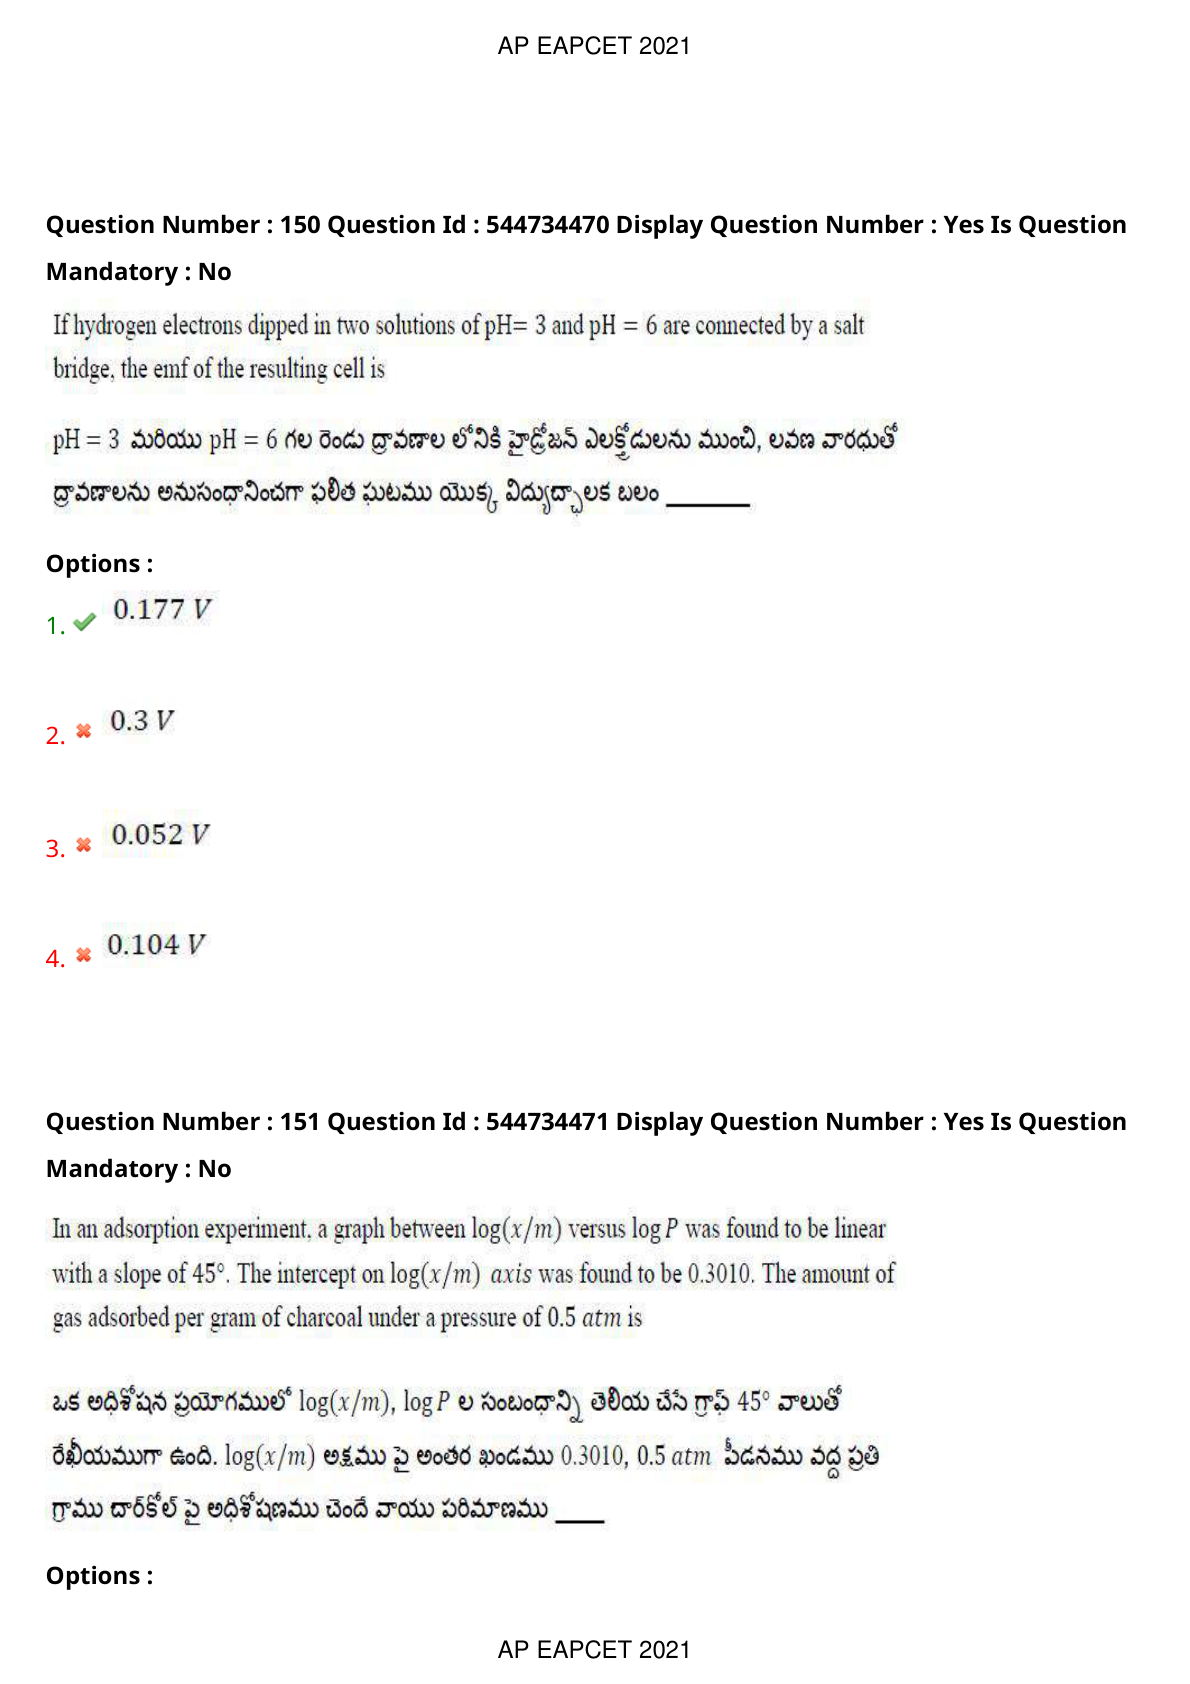 AP EAPCET 2021
Question Number : 150 Question Id : 544734470 Display Question Number : Yes Is Question
Mandatory : No
If hydrogen electrons dipped in two solutions of pH= 3 and pH = 6 are connected by a salt
bridge, the emf of the resulting cell is
pH = 3 మరియు pH = 6 గల రెండు ద్రావణాల లోనికి హైడ్రోజన్ ఎలక్ట్రోడులను ముంచి, లవణ వారధుతో
ద్రావణాలను అనుసంధానించగా ఫలిత ఘటము యొక్క విద్యుచ్ఛాలక బలం ______
Options :
1. 0.177 V
2. 0.3 V
3. 0.052 V
4. 0.104 V
Question Number : 151 Question Id : 544734471 Display Question Number : Yes Is Question
Mandatory : No
In an adsorption experiment, a graph between log(x/m) versus log P was found to be linear
with a slope of 45°. The intercept on log(x/m) axis was found to be 0.3010. The amount of
gas adsorbed per gram of charcoal under a pressure of 0.5 atm is
ఒక అధిశోషన ప్రయోగములో log(x/m), log P ల సంబంధాన్ని తెలియ చేసే గ్రాఫ్ 45° వాలుతో
రేఖీయముగా ఉంది. log(x/m) అక్షము పై అంతర ఖండము 0.3010, 0.5 atm పీడనము వద్ద ప్రతి
గ్రాము చార్‌కోల్ పై అధిశోషణము చెందే వాయు పరిమాణము ____
Options :
AP EAPCET 2021